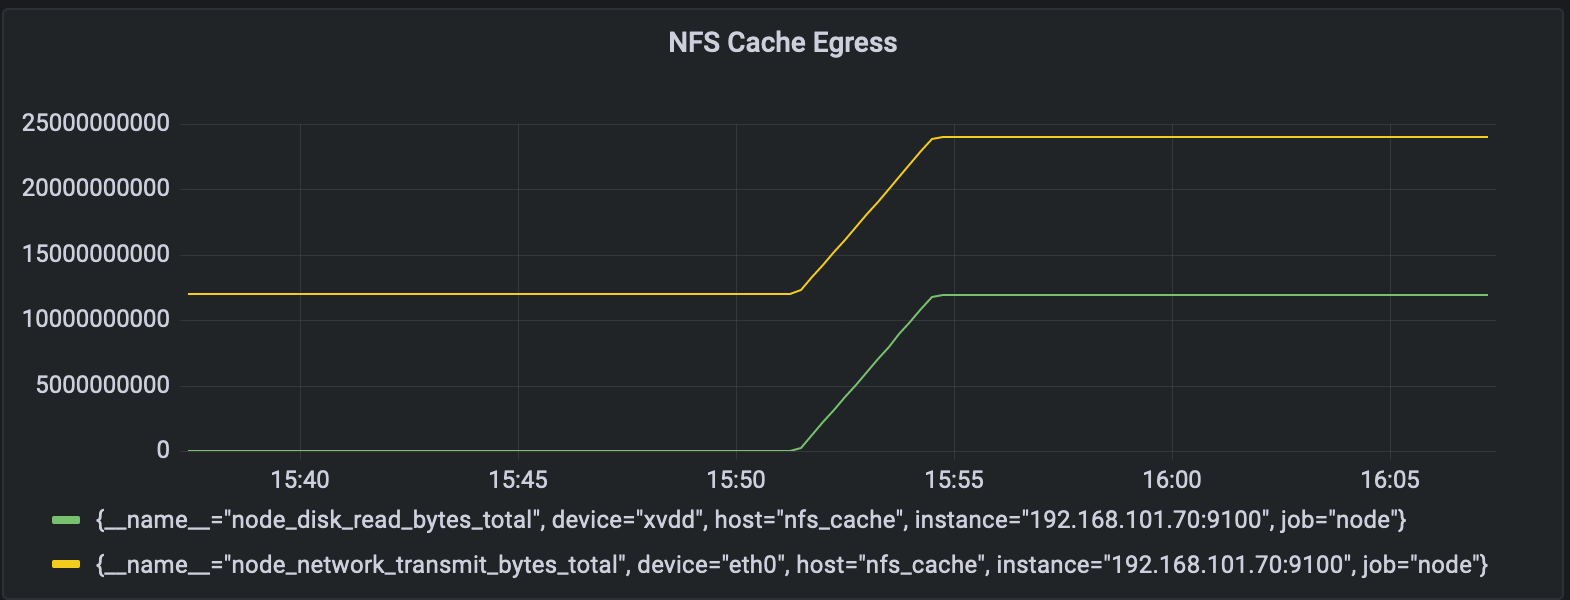 NFS Cache Egress
25000000000
20000000000
15000000000
10000000000
5000000000
0
15:40 15:45 15:50 15:55 16:00 16:05
{__name__="node_disk_read_bytes_total", device="xvdd", host="nfs_cache", instance="192.168.101.70:9100", job="node"}
{__name__="node_network_transmit_bytes_total", device="eth0", host="nfs_cache", instance="192.168.101.70:9100", job="node"}